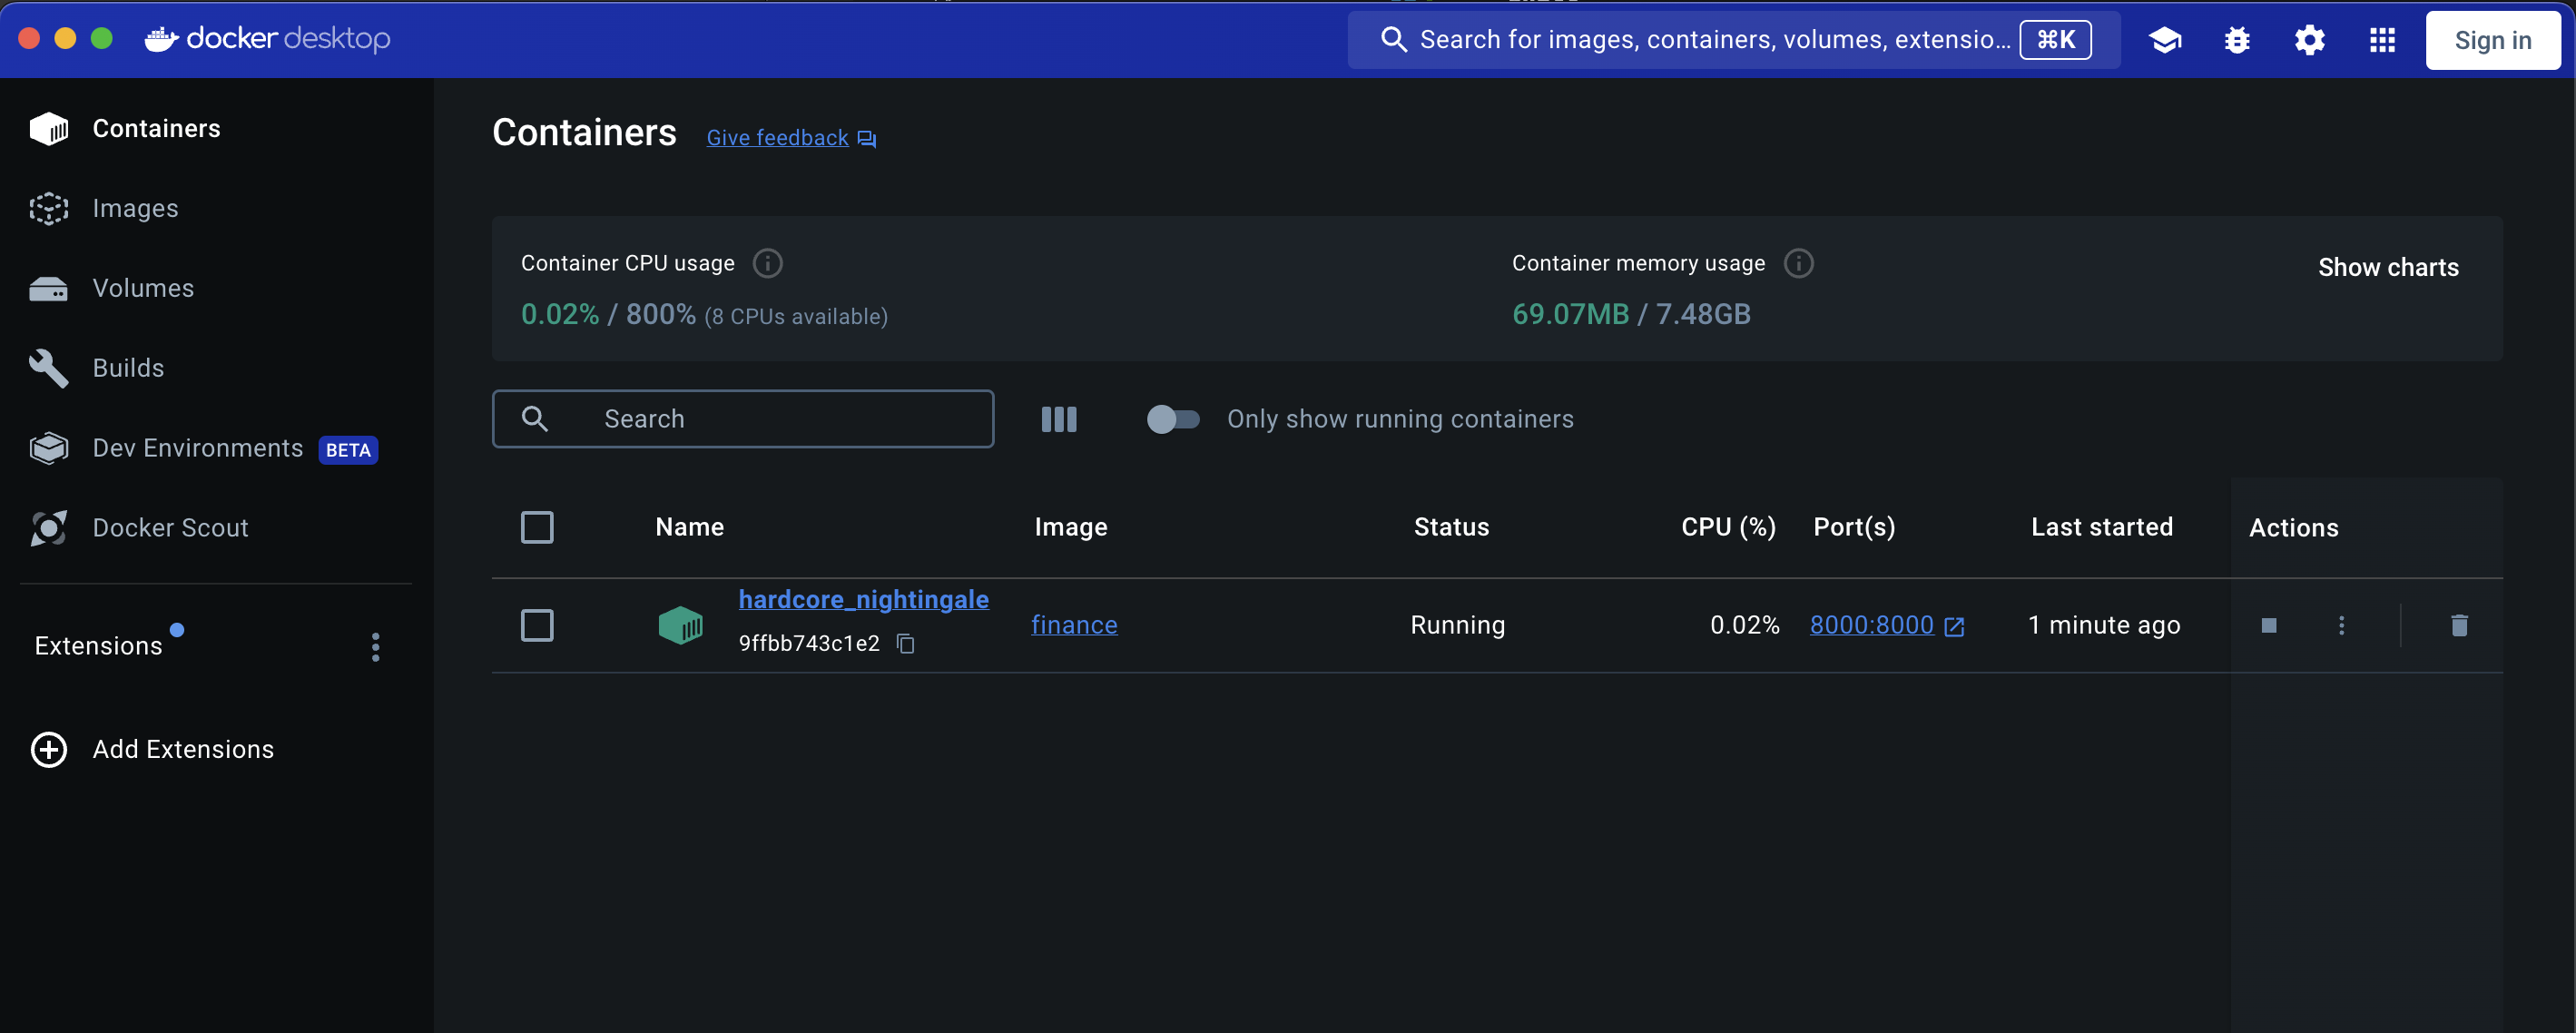 docker desktop
Search for images, containers, volumes, extensio... ⌘K
Sign in
Containers
Images
Volumes
Builds
Dev Environments BETA
Docker Scout
Extensions
Add Extensions
Containers Give feedback
Container CPU usage
0.02% / 800% (8 CPUs available)
Container memory usage
69.07MB / 7.48GB
Show charts
Search
Only show running containers
Name Image Status CPU (%) Port(s) Last started Actions
hardcore_nightingale
9ffbb743c1e2
finance Running 0.02% 8000:8000 1 minute ago